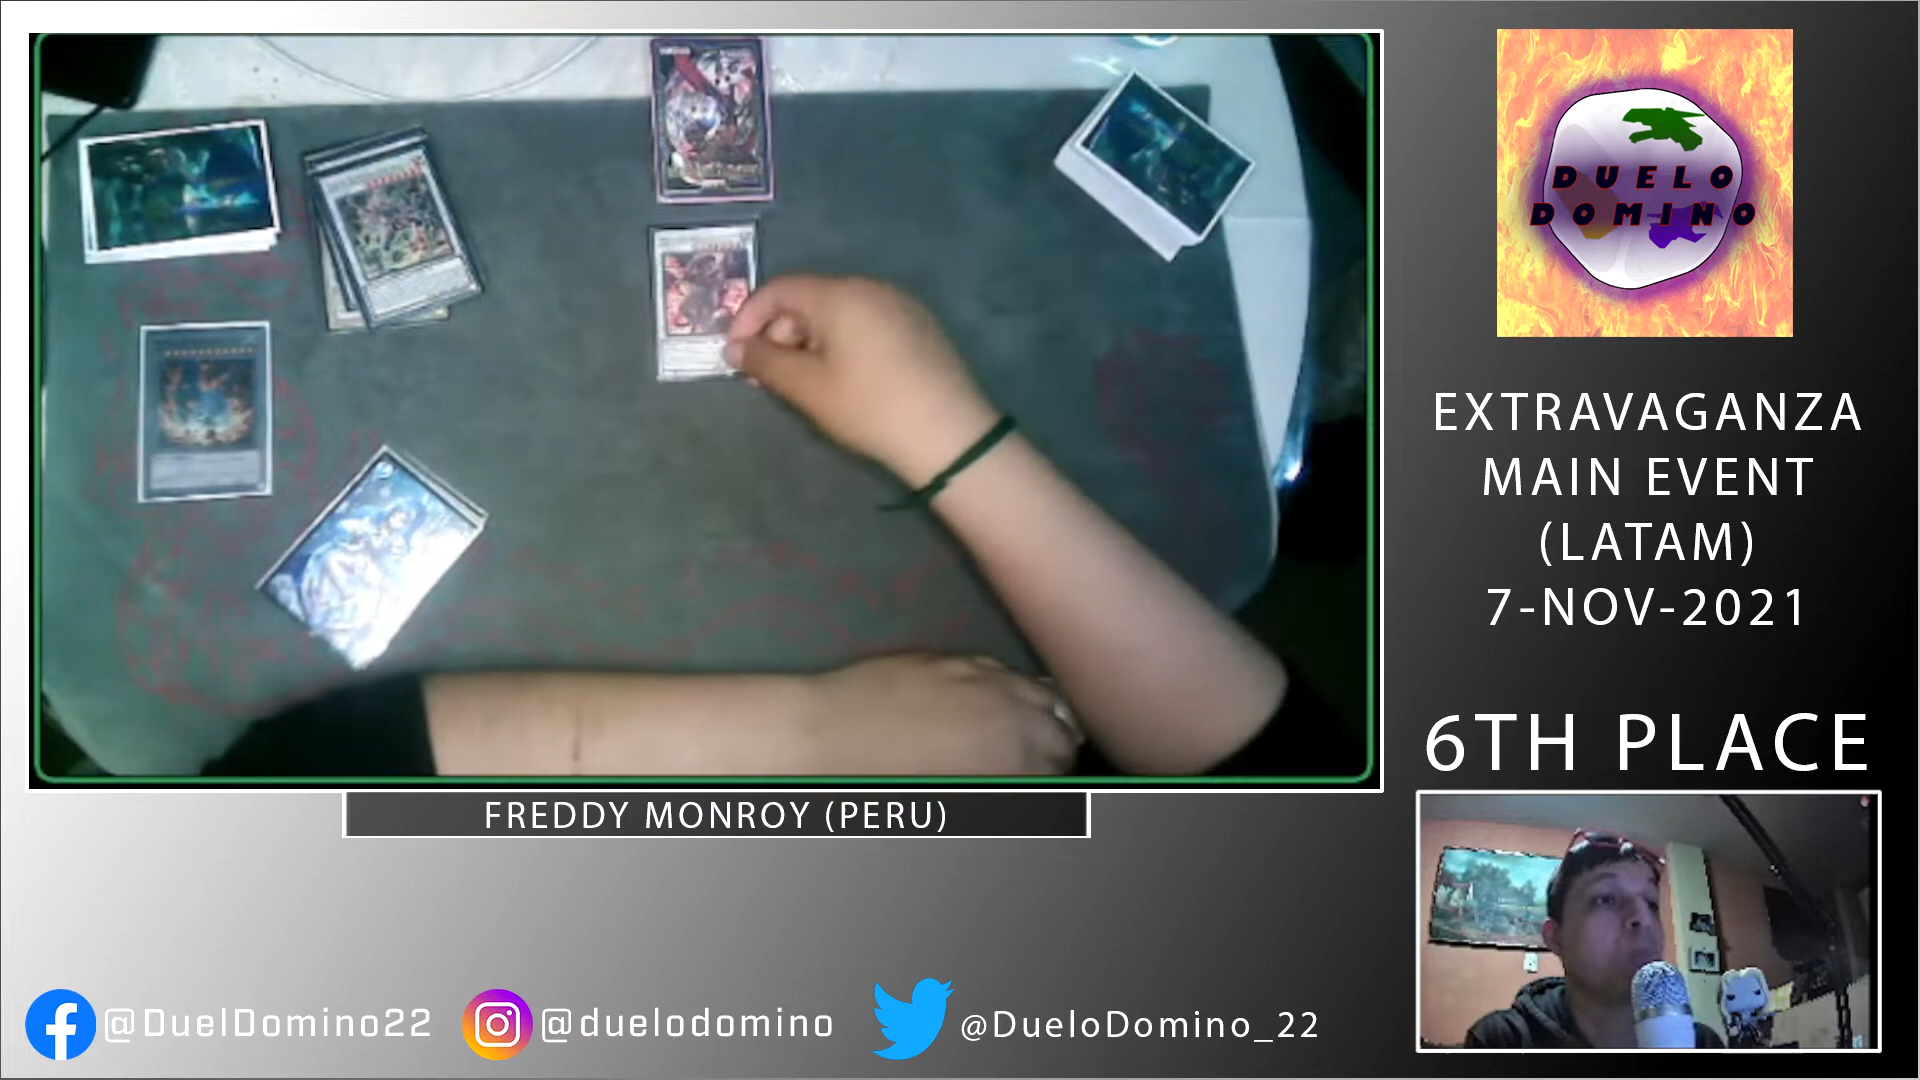 DUELO
DOMINO
EXTRAVAGANZA
MAIN EVENT
(LATAM)
7-NOV-2021
6TH PLACE
FREDDY MONROY (PERU)
@DuelDomino22
@duelodomino
@DueloDomino_22